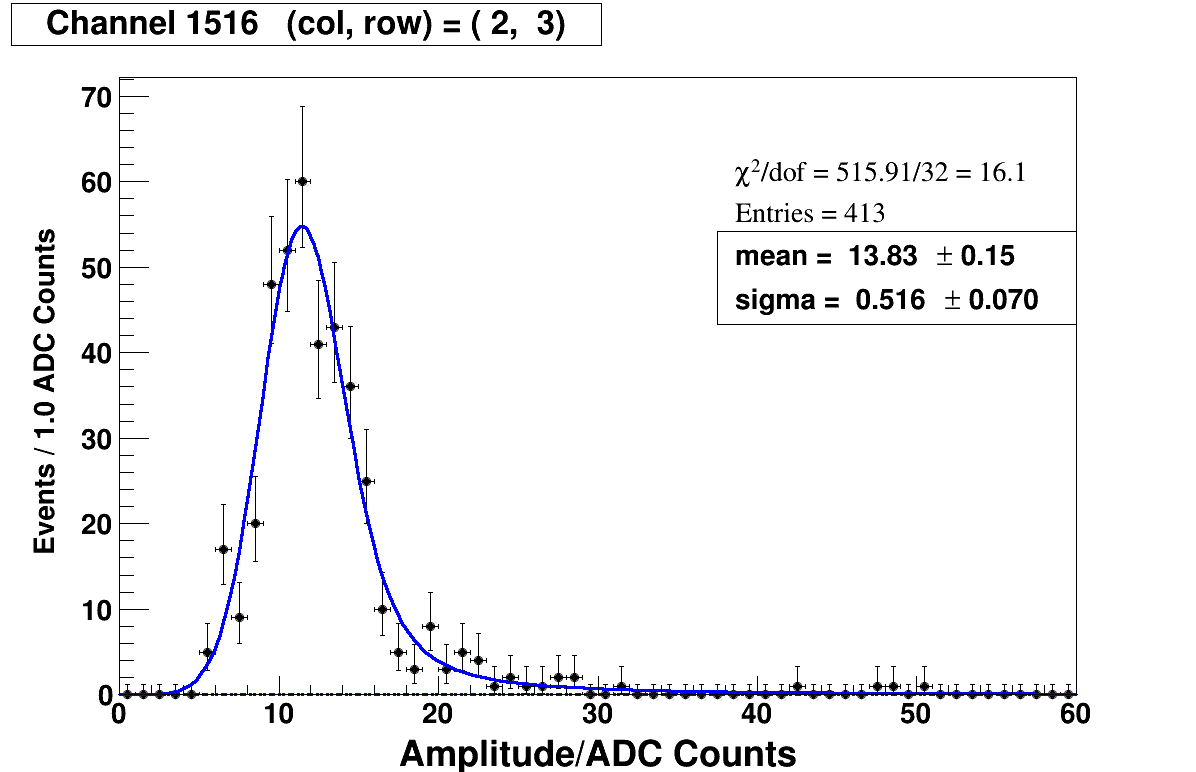 Channel 1516 (col, row) = ( 2, 3)
χ²/dof = 515.91/32 = 16.1
Entries = 413
mean = 13.83 ± 0.15
sigma = 0.516 ± 0.070
Events / 1.0 ADC Counts
70
60
50
40
30
20
10
0
0 10 20 30 40 50 60
Amplitude/ADC Counts